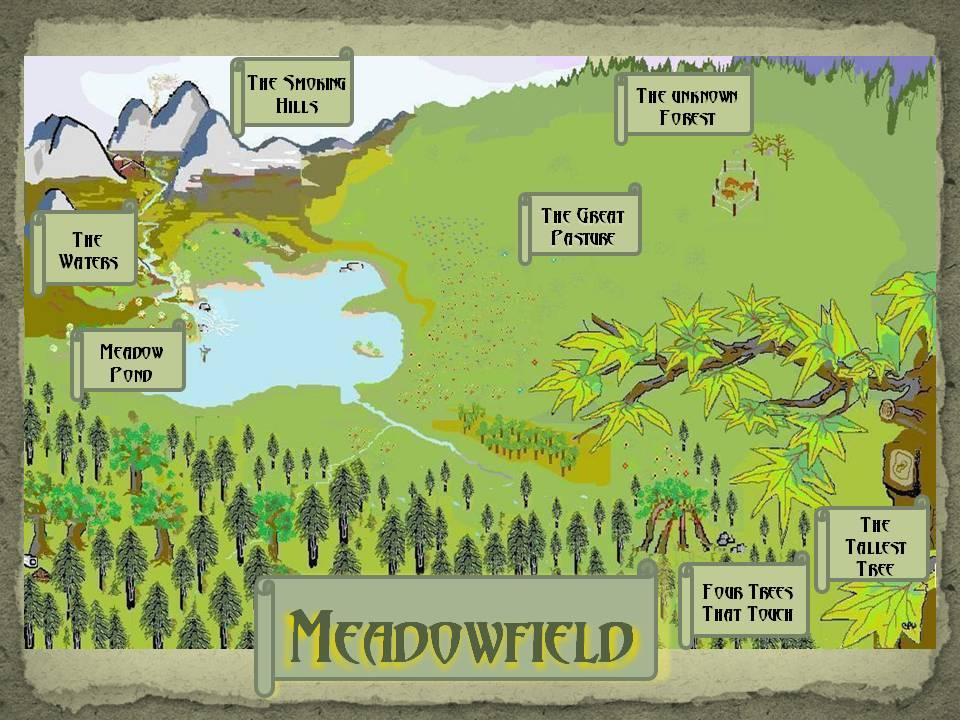 The Smoking
Hills
The unknown
Forest
The Great
Pasture
The
Waters
Meadow
Pond
The
Tallest
Tree
Four Trees
That Touch
Meadowfield